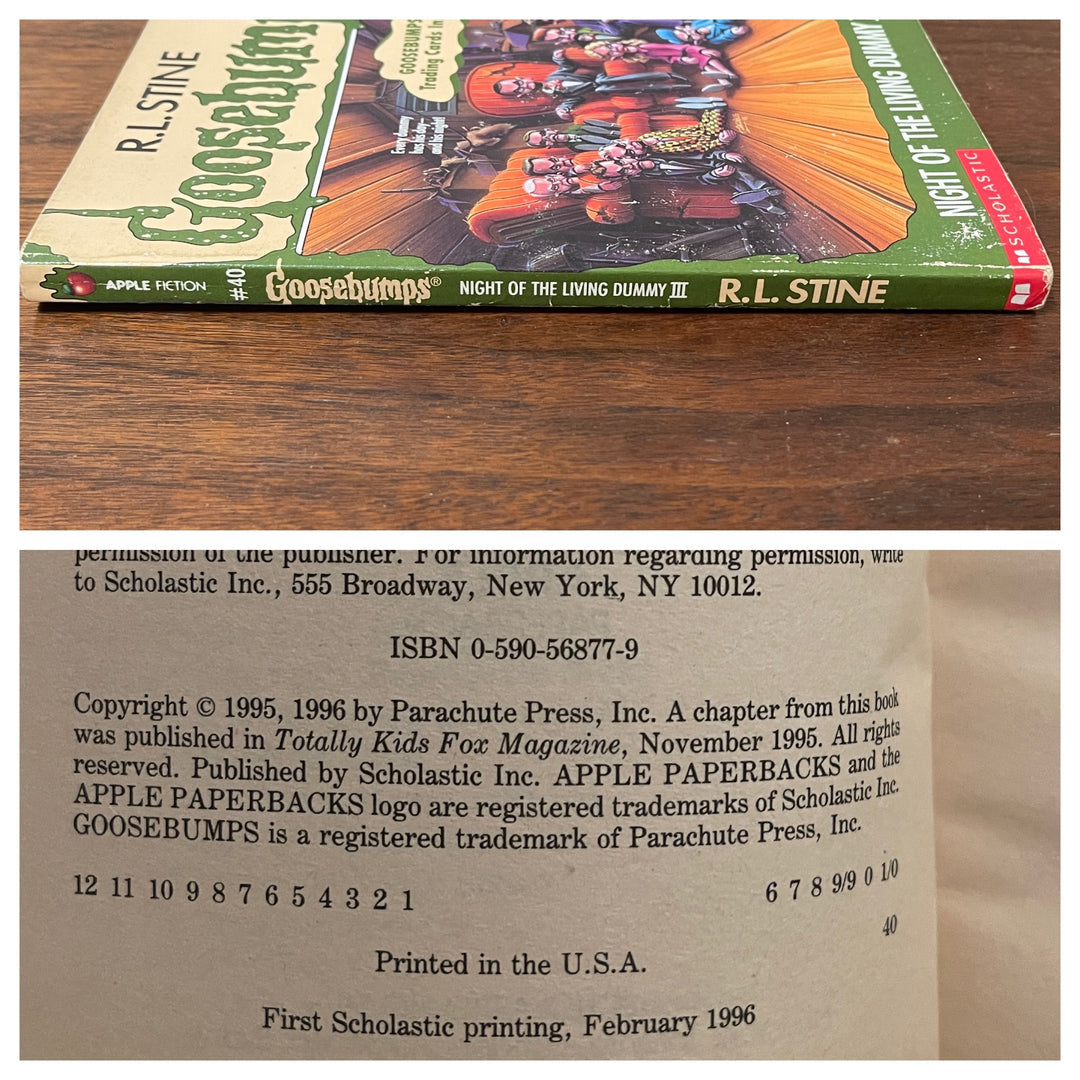 R.L.STINE
Goosebum
GOOSEBUMPS
Trading Cards In
Every dummy
has his day—
and his night!
NIGHT OF THE LIVING DUMMY
SCHOLASTIC
APPLE FICTION
#40
Goosebumps®
NIGHT OF THE LIVING DUMMY III
R.L. STINE
permission of the publisher. For information regarding permission, write
to Scholastic Inc., 555 Broadway, New York, NY 10012.
ISBN 0-590-56877-9
Copyright © 1995, 1996 by Parachute Press, Inc. A chapter from this book
was published in Totally Kids Fox Magazine, November 1995. All rights
reserved. Published by Scholastic Inc. APPLE PAPERBACKS and the
APPLE PAPERBACKS logo are registered trademarks of Scholastic Inc.
GOOSEBUMPS is a registered trademark of Parachute Press, Inc.
12 11 10 9 8 7 6 5 4 3 2 1
6 7 8 9/9 0 1/0
40
Printed in the U.S.A.
First Scholastic printing, February 1996